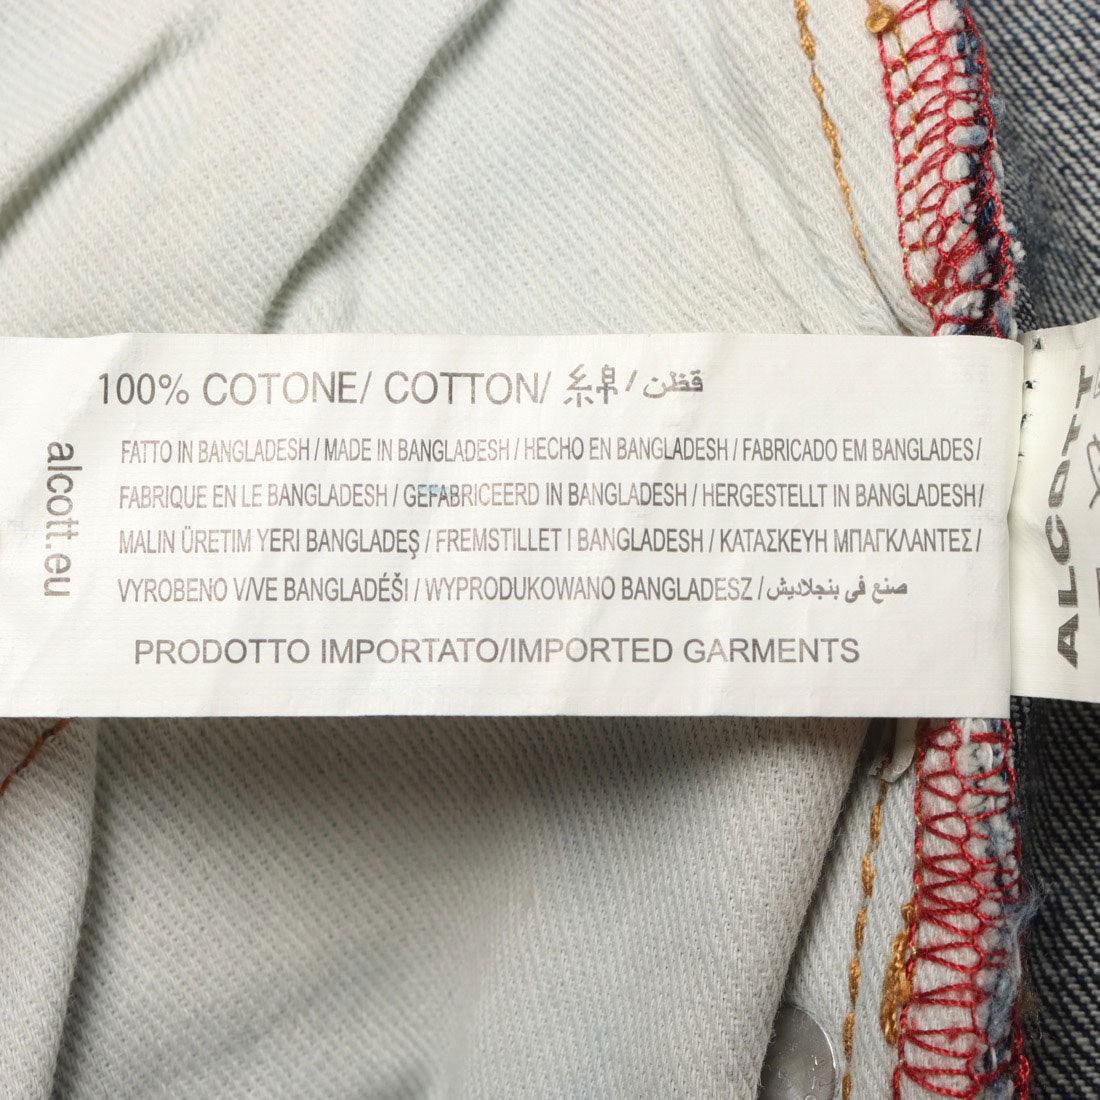 100% COTONE/ COTTON/ 綿/ قطن
FATTO IN BANGLADESH / MADE IN BANGLADESH / HECHO EN BANGLADESH / FABRICADO EM BANGLADES /
FABRIQUE EN LE BANGLADESH / GEFABRICEERD IN BANGLADESH / HERGESTELLT IN BANGLADESH/
MALIN ÜRETIM YERI BANGLADEŞ / FREMSTILLET I BANGLADESH / ΚΑΤΑΣΚΕΥΗ ΜΠΑΓΚΛΑΝΤΕΣ /
VYROBENO V/VE BANGLADÉŠI / WYPRODUKOWANO BANGLADESZ / صنع في بنجلاديش
PRODOTTO IMPORTATO/IMPORTED GARMENTS
alcott.eu
ALCOTT